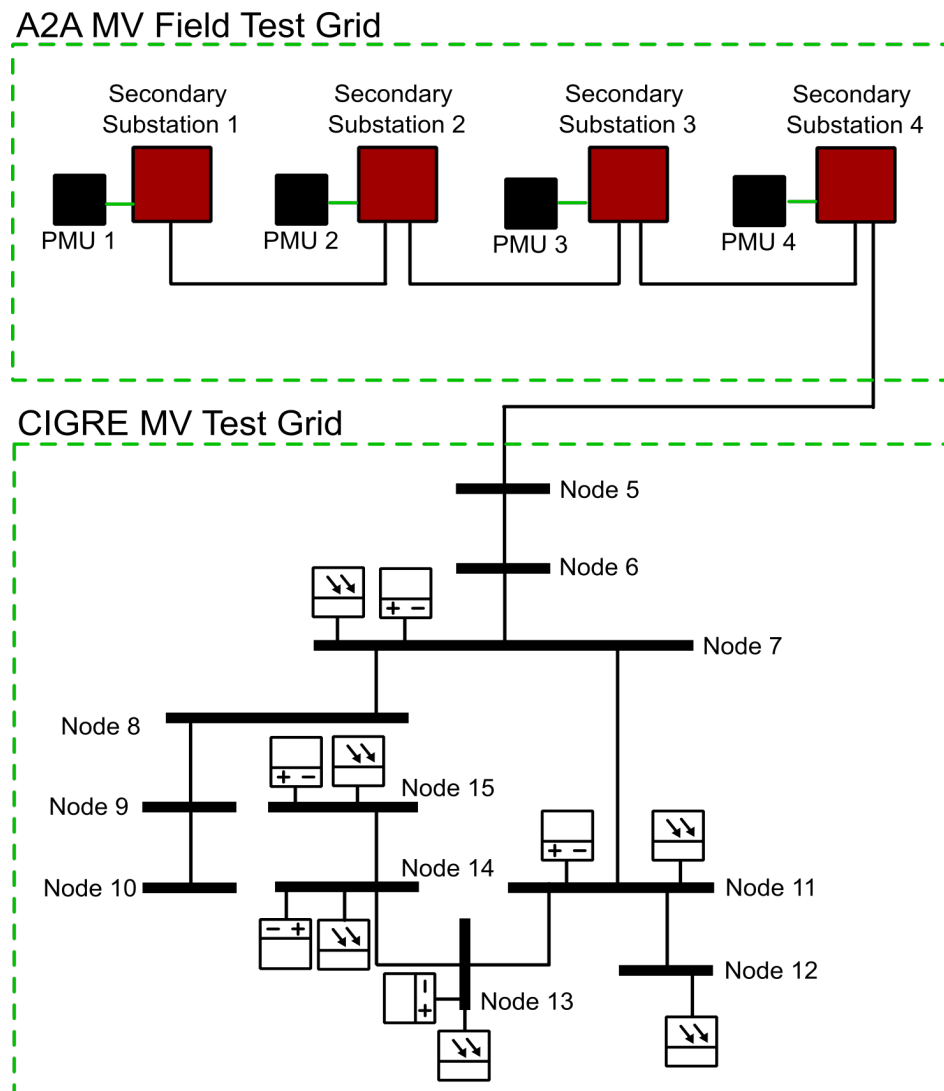 A2A MV Field Test Grid
Secondary
Substation 1
Secondary
Substation 2
Secondary
Substation 3
Secondary
Substation 4
PMU 1
PMU 2
PMU 3
PMU 4
CIGRE MV Test Grid
Node 5
Node 6
+ −
Node 7
Node 8
+ −
Node 15
Node 9
+ −
Node 14
Node 10
Node 11
− +
Node 12
−
+
Node 13